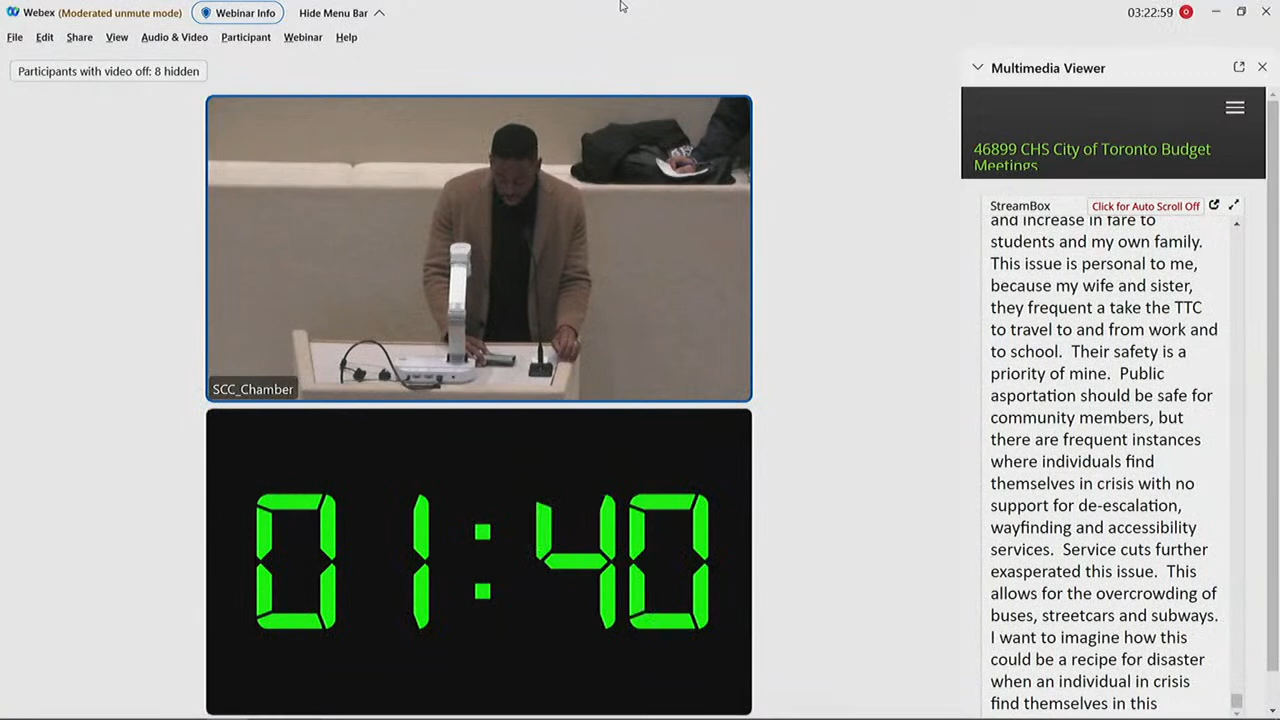 Webex (Moderated unmute mode) Webinar Info Hide Menu Bar 03:22:59
File Edit Share View Audio & Video Participant Webinar Help
Participants with video off: 8 hidden
Multimedia Viewer
46899 CHS City of Toronto Budget
Meetings
StreamBox Click for Auto Scroll Off
and increase in fare to
students and my own family.
This issue is personal to me,
because my wife and sister,
they frequent a take the TTC
to travel to and from work and
to school. Their safety is a
priority of mine. Public
asportation should be safe for
community members, but
there are frequent instances
where individuals find
themselves in crisis with no
support for de-escalation,
wayfinding and accessibility
services. Service cuts further
exasperated this issue. This
allows for the overcrowding of
buses, streetcars and subways.
I want to imagine how this
could be a recipe for disaster
when an individual in crisis
find themselves in this
SCC_Chamber
01:40